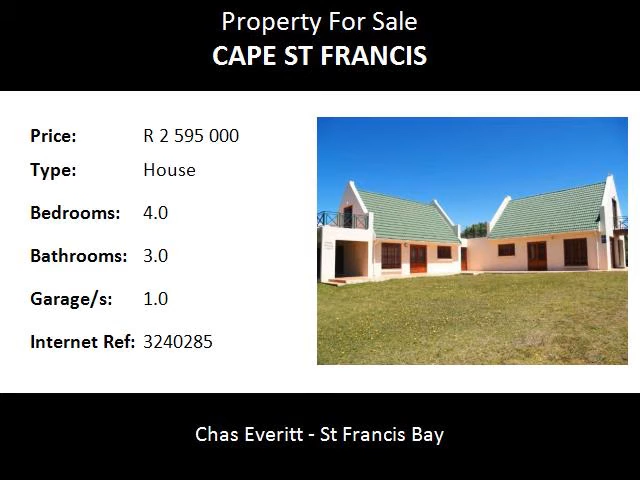 Property For Sale
CAPE ST FRANCIS
Price: R 2 595 000
Type: House
Bedrooms: 4.0
Bathrooms: 3.0
Garage/s: 1.0
Internet Ref: 3240285
Chas Everitt - St Francis Bay